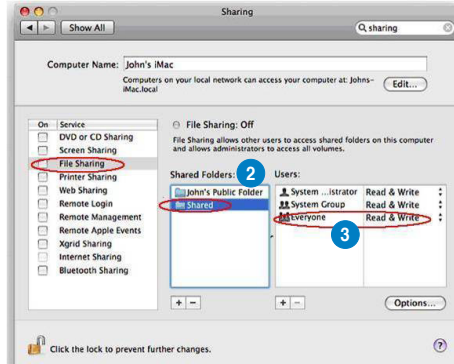 Sharing
Show All
sharing
Computer Name: John's iMac
Computers on your local network can access your computer at: Johns-
iMac.local
Edit...
On Service
DVD or CD Sharing
Screen Sharing
File Sharing
Printer Sharing
Web Sharing
Remote Login
Remote Management
Remote Apple Events
Xgrid Sharing
Internet Sharing
Bluetooth Sharing
File Sharing: Off
File Sharing allows other users to access shared folders on this computer
and allows administrators to access all volumes.
Shared Folders: 2
John's Public Folder
Shared
Users:
System ...istrator Read & Write
System Group Read & Write
Everyone Read & Write
3
+ −
+ −
Options...
Click the lock to prevent further changes.
?